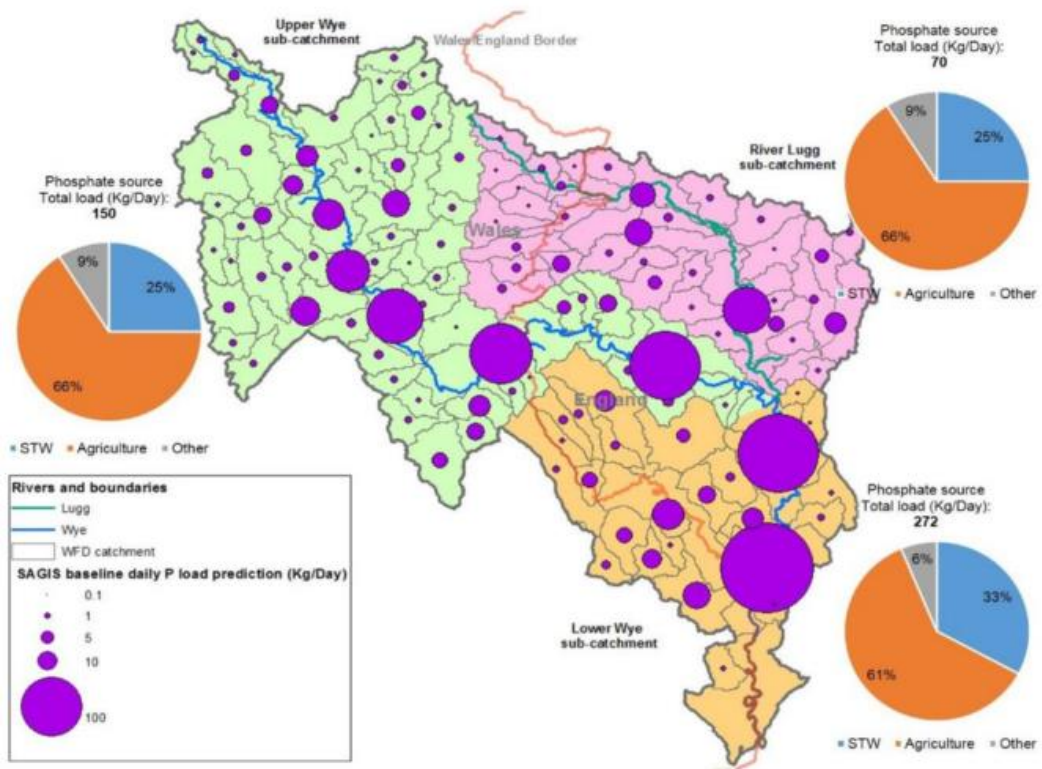 Upper Wye
sub-catchment
Wales England Border
Phosphate source
Total load (Kg/Day):
70
9%
25%
66%
STW Agriculture Other
River Lugg
sub-catchment
Phosphate source
Total load (Kg/Day):
150
9%
25%
66%
STW Agriculture Other
Wales
England
Rivers and boundaries
Lugg
Wye
WFD catchment
SAGIS baseline daily P load prediction (Kg/Day)
0.1
1
5
10
100
Lower Wye
sub-catchment
Phosphate source
Total load (Kg/Day):
272
6%
33%
61%
STW Agriculture Other